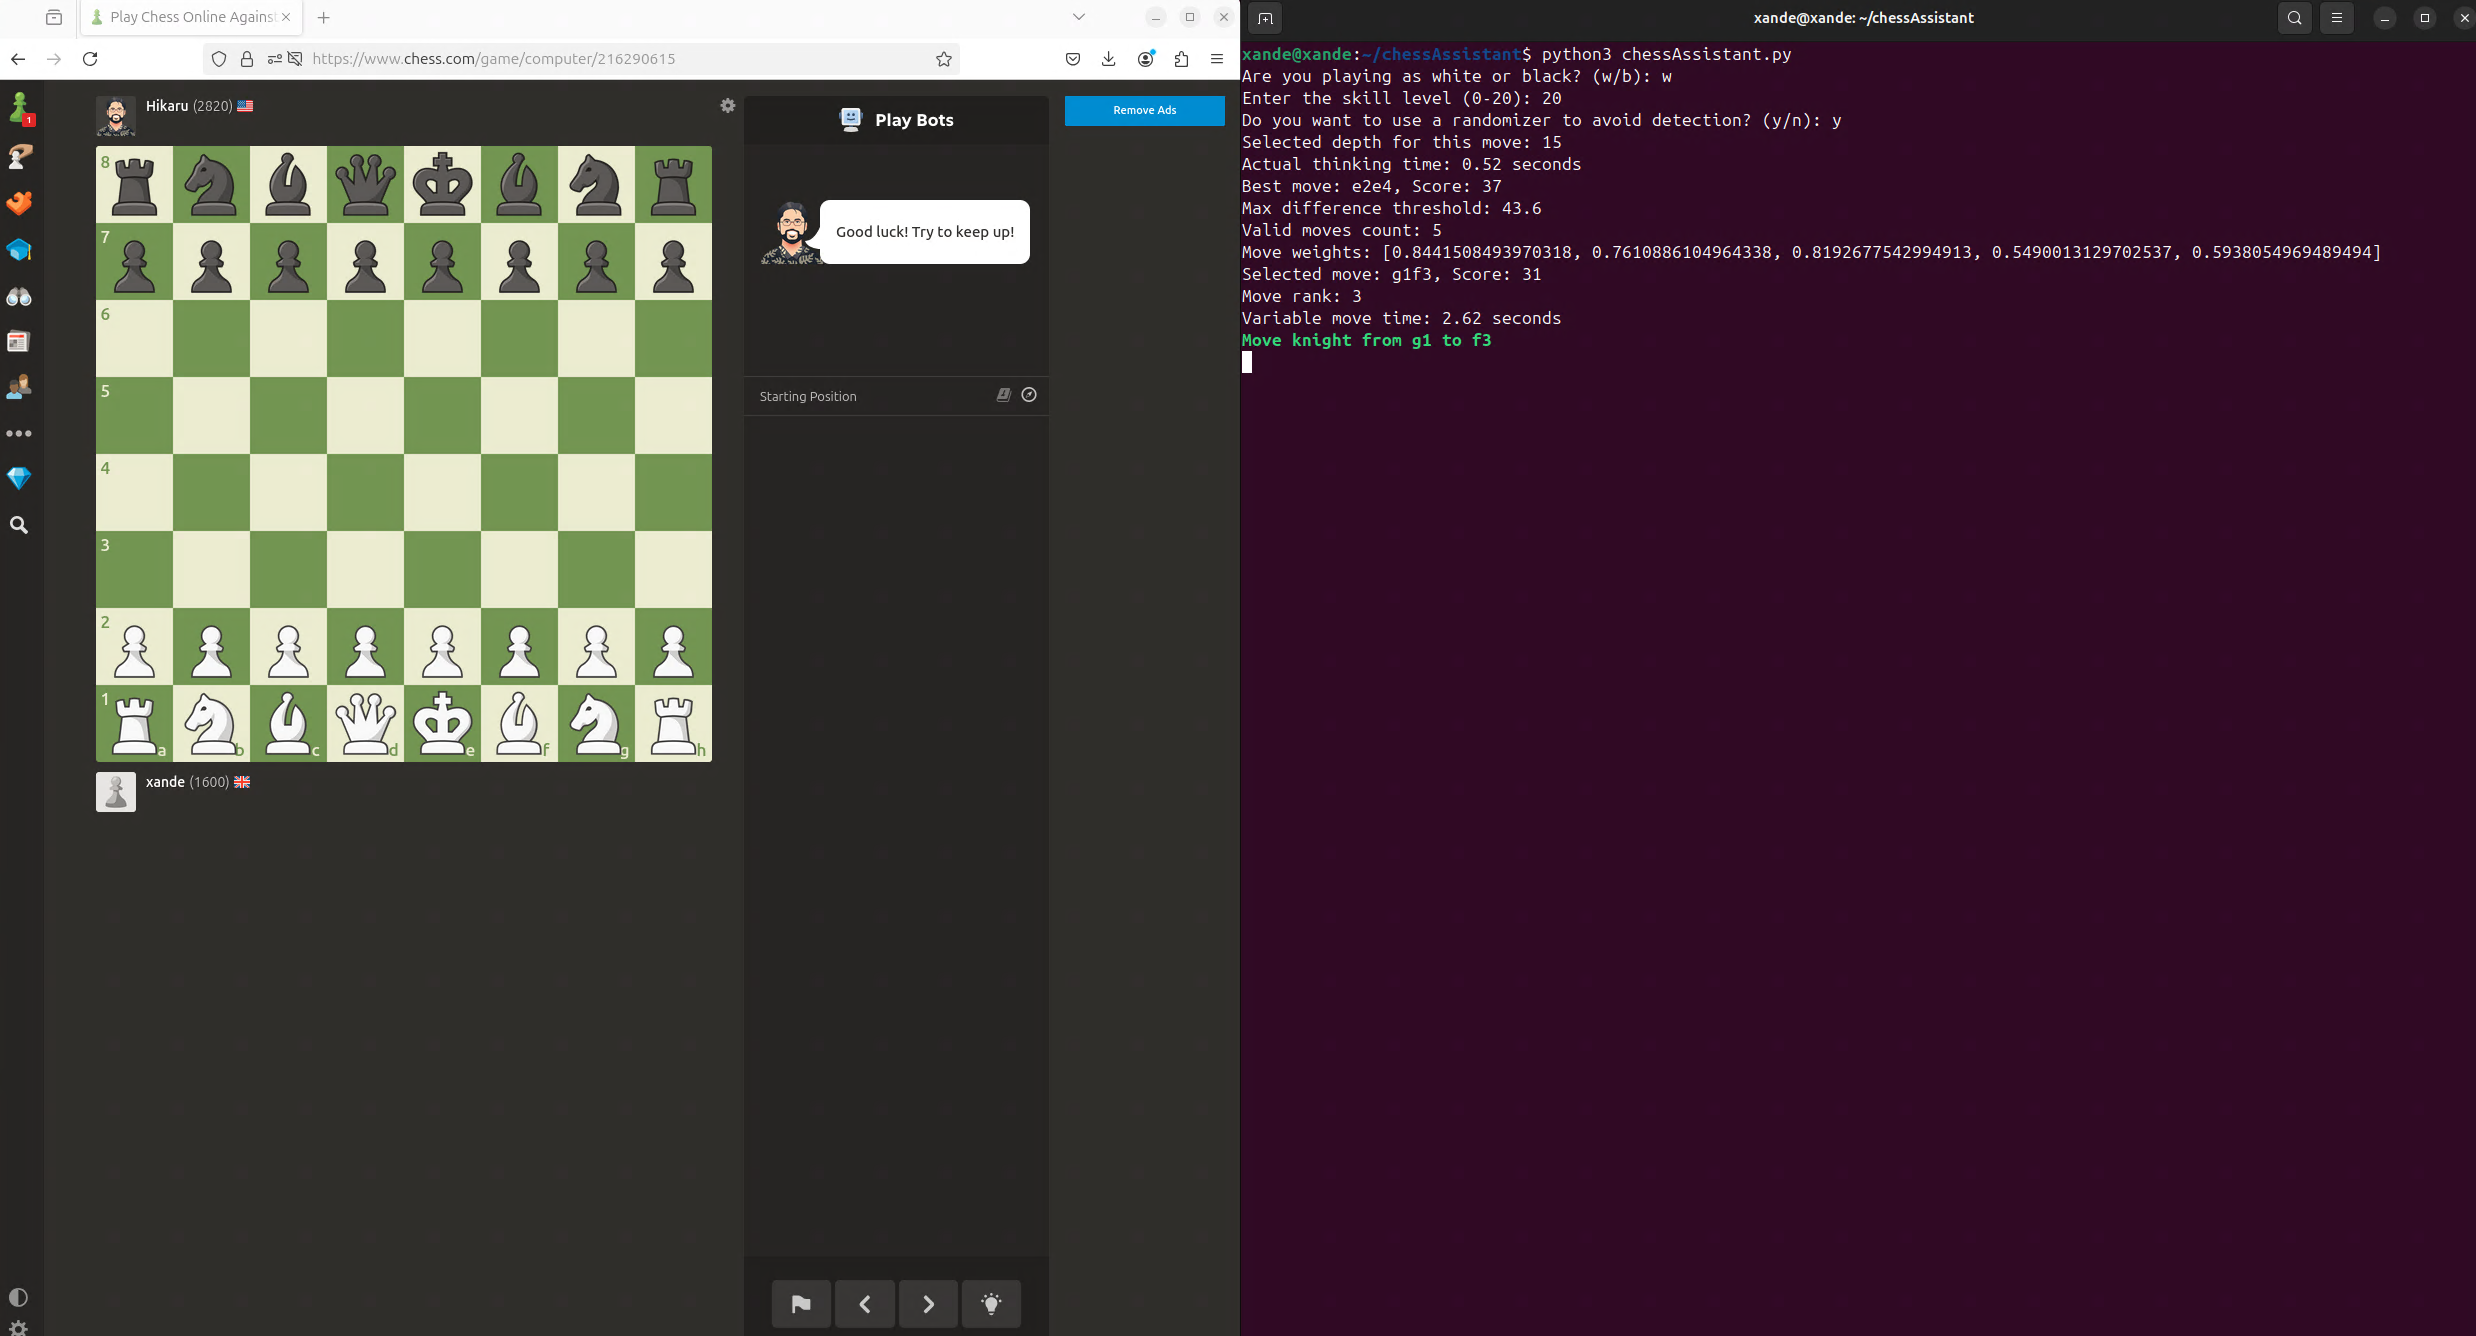 Play Chess Online Against
https://www.chess.com/game/computer/216290615
1
Hikaru (2820)
8
7
6
5
4
3
2
1
a b c d e f g h
xande (1600)
Play Bots
Good luck! Try to keep up!
Starting Position
Remove Ads
xande@xande: ~/chessAssistant
xande@xande:~/chessAssistant$ python3 chessAssistant.py
Are you playing as white or black? (w/b): w
Enter the skill level (0-20): 20
Do you want to use a randomizer to avoid detection? (y/n): y
Selected depth for this move: 15
Actual thinking time: 0.52 seconds
Best move: e2e4, Score: 37
Max difference threshold: 43.6
Valid moves count: 5
Move weights: [0.8441508493970318, 0.7610886104964338, 0.8192677542994913, 0.5490013129702537, 0.5938054969489494]
Selected move: g1f3, Score: 31
Move rank: 3
Variable move time: 2.62 seconds
Move knight from g1 to f3